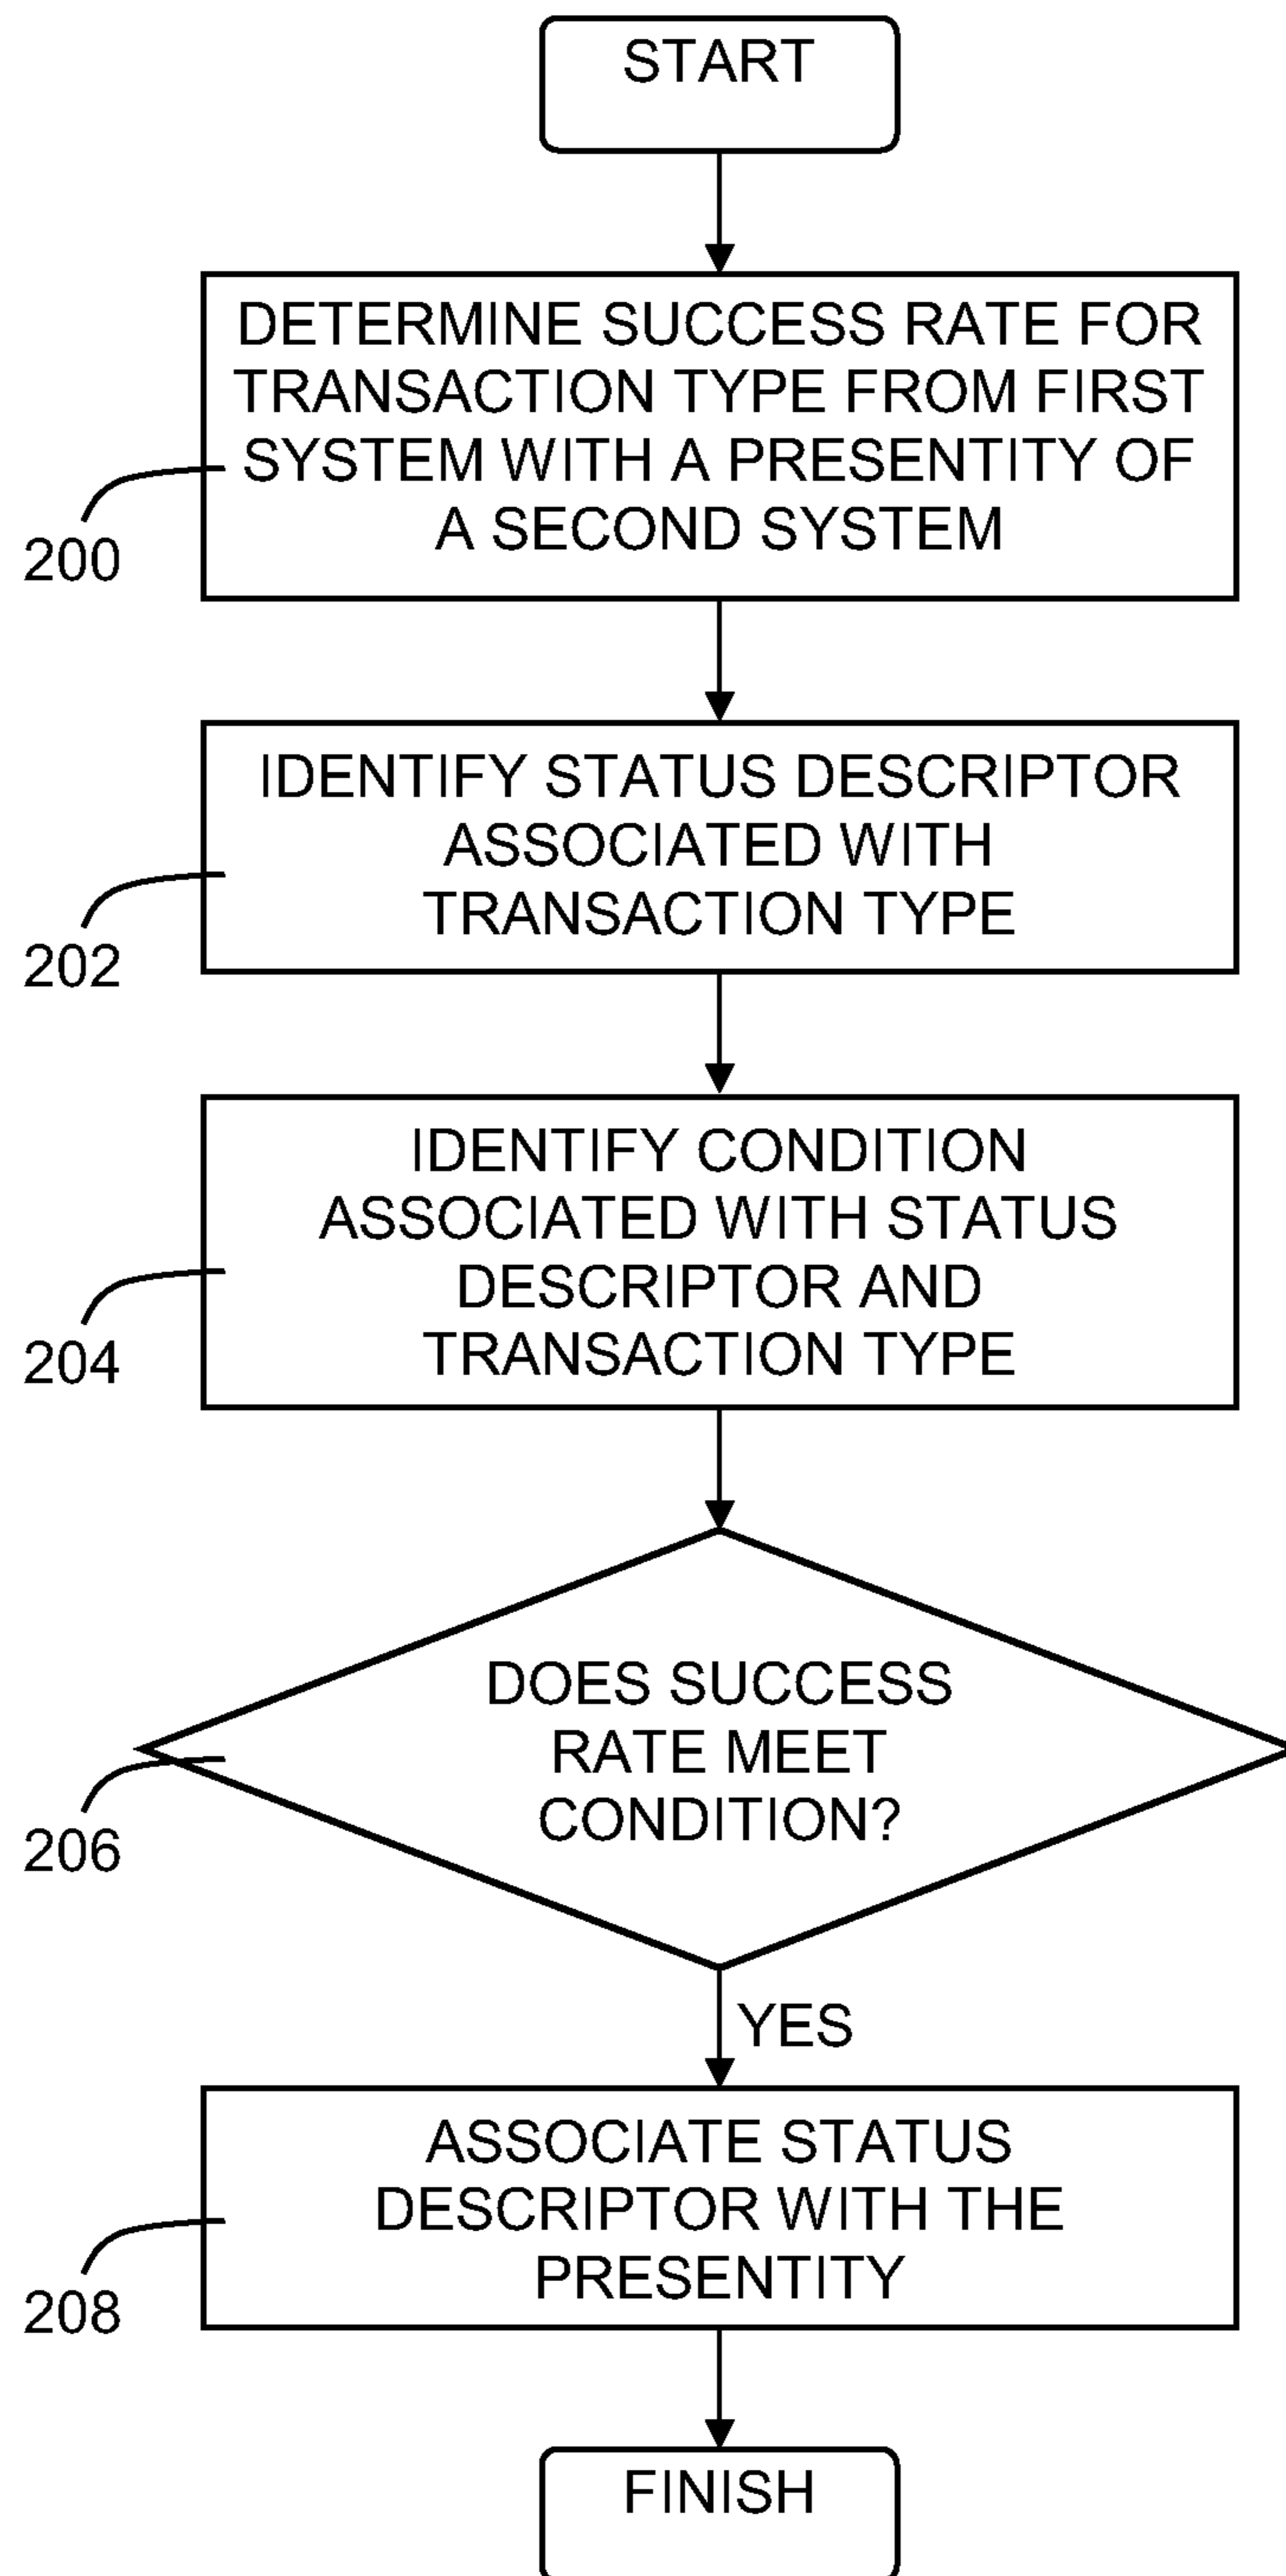 START
DETERMINE SUCCESS RATE FOR
TRANSACTION TYPE FROM FIRST
SYSTEM WITH A PRESENTITY OF
A SECOND SYSTEM
200
IDENTIFY STATUS DESCRIPTOR
ASSOCIATED WITH
TRANSACTION TYPE
202
IDENTIFY CONDITION
ASSOCIATED WITH STATUS
DESCRIPTOR AND
TRANSACTION TYPE
204
DOES SUCCESS
RATE MEET
CONDITION?
206
YES
ASSOCIATE STATUS
DESCRIPTOR WITH THE
PRESENTITY
208
FINISH